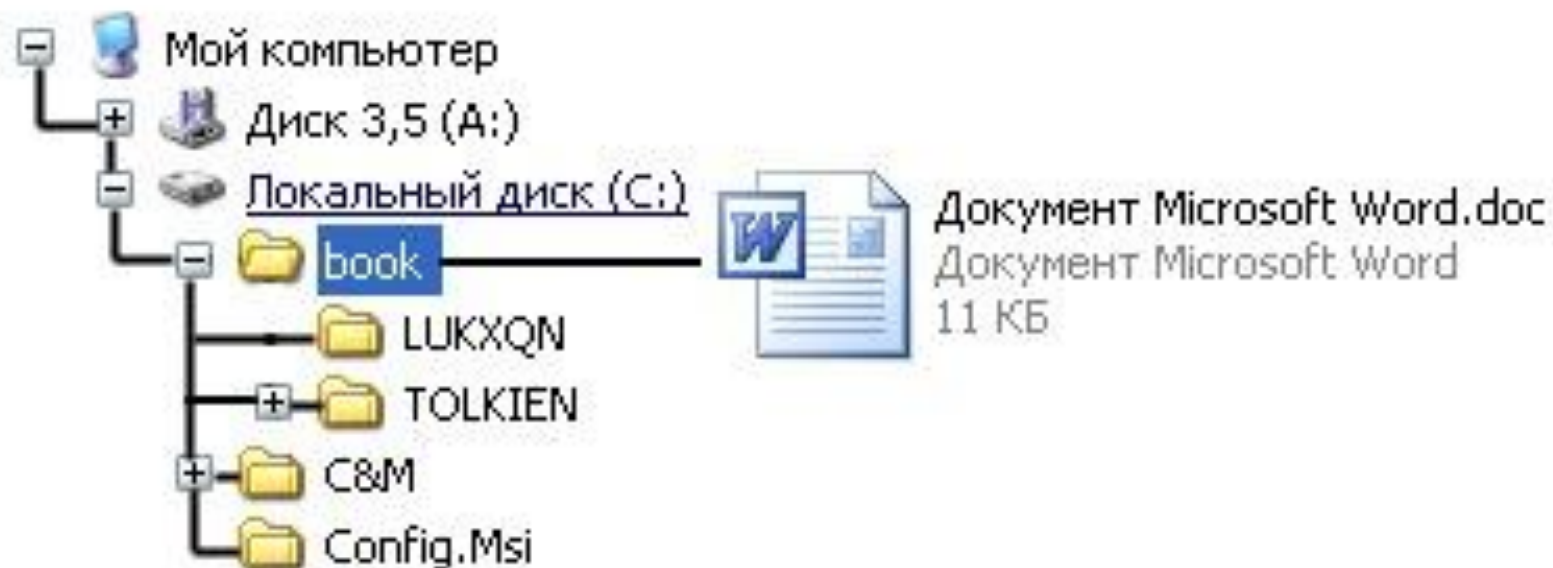 Мой компьютер
Диск 3,5 (A:)
Локальный диск (C:)
book
Документ Microsoft Word.doc
Документ Microsoft Word
11 КБ
LUKXQN
TOLKIEN
C&M
Config.Msi